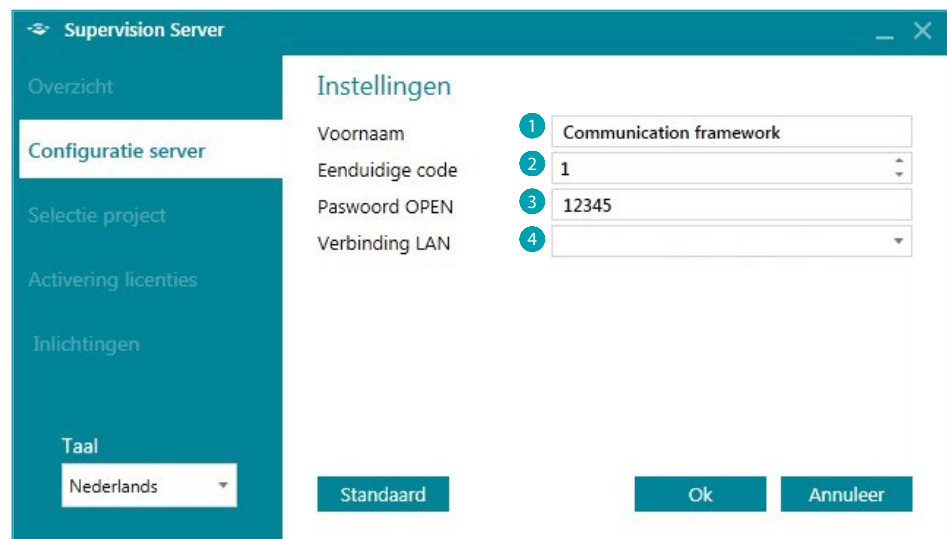 Supervision Server
Overzicht
Configuratie server
Selectie project
Activering licenties
Inlichtingen
Taal
Nederlands
Instellingen
Voornaam 1 Communication framework
Eenduidige code 2 1
Paswoord OPEN 3 12345
Verbinding LAN 4
Standaard Ok Annuleer